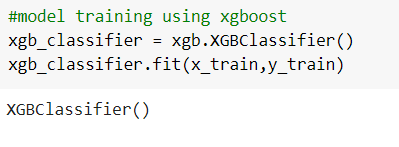 #model training using xgboost
xgb_classifier = xgb.XGBClassifier()
xgb_classifier.fit(x_train,y_train)
XGBClassifier()